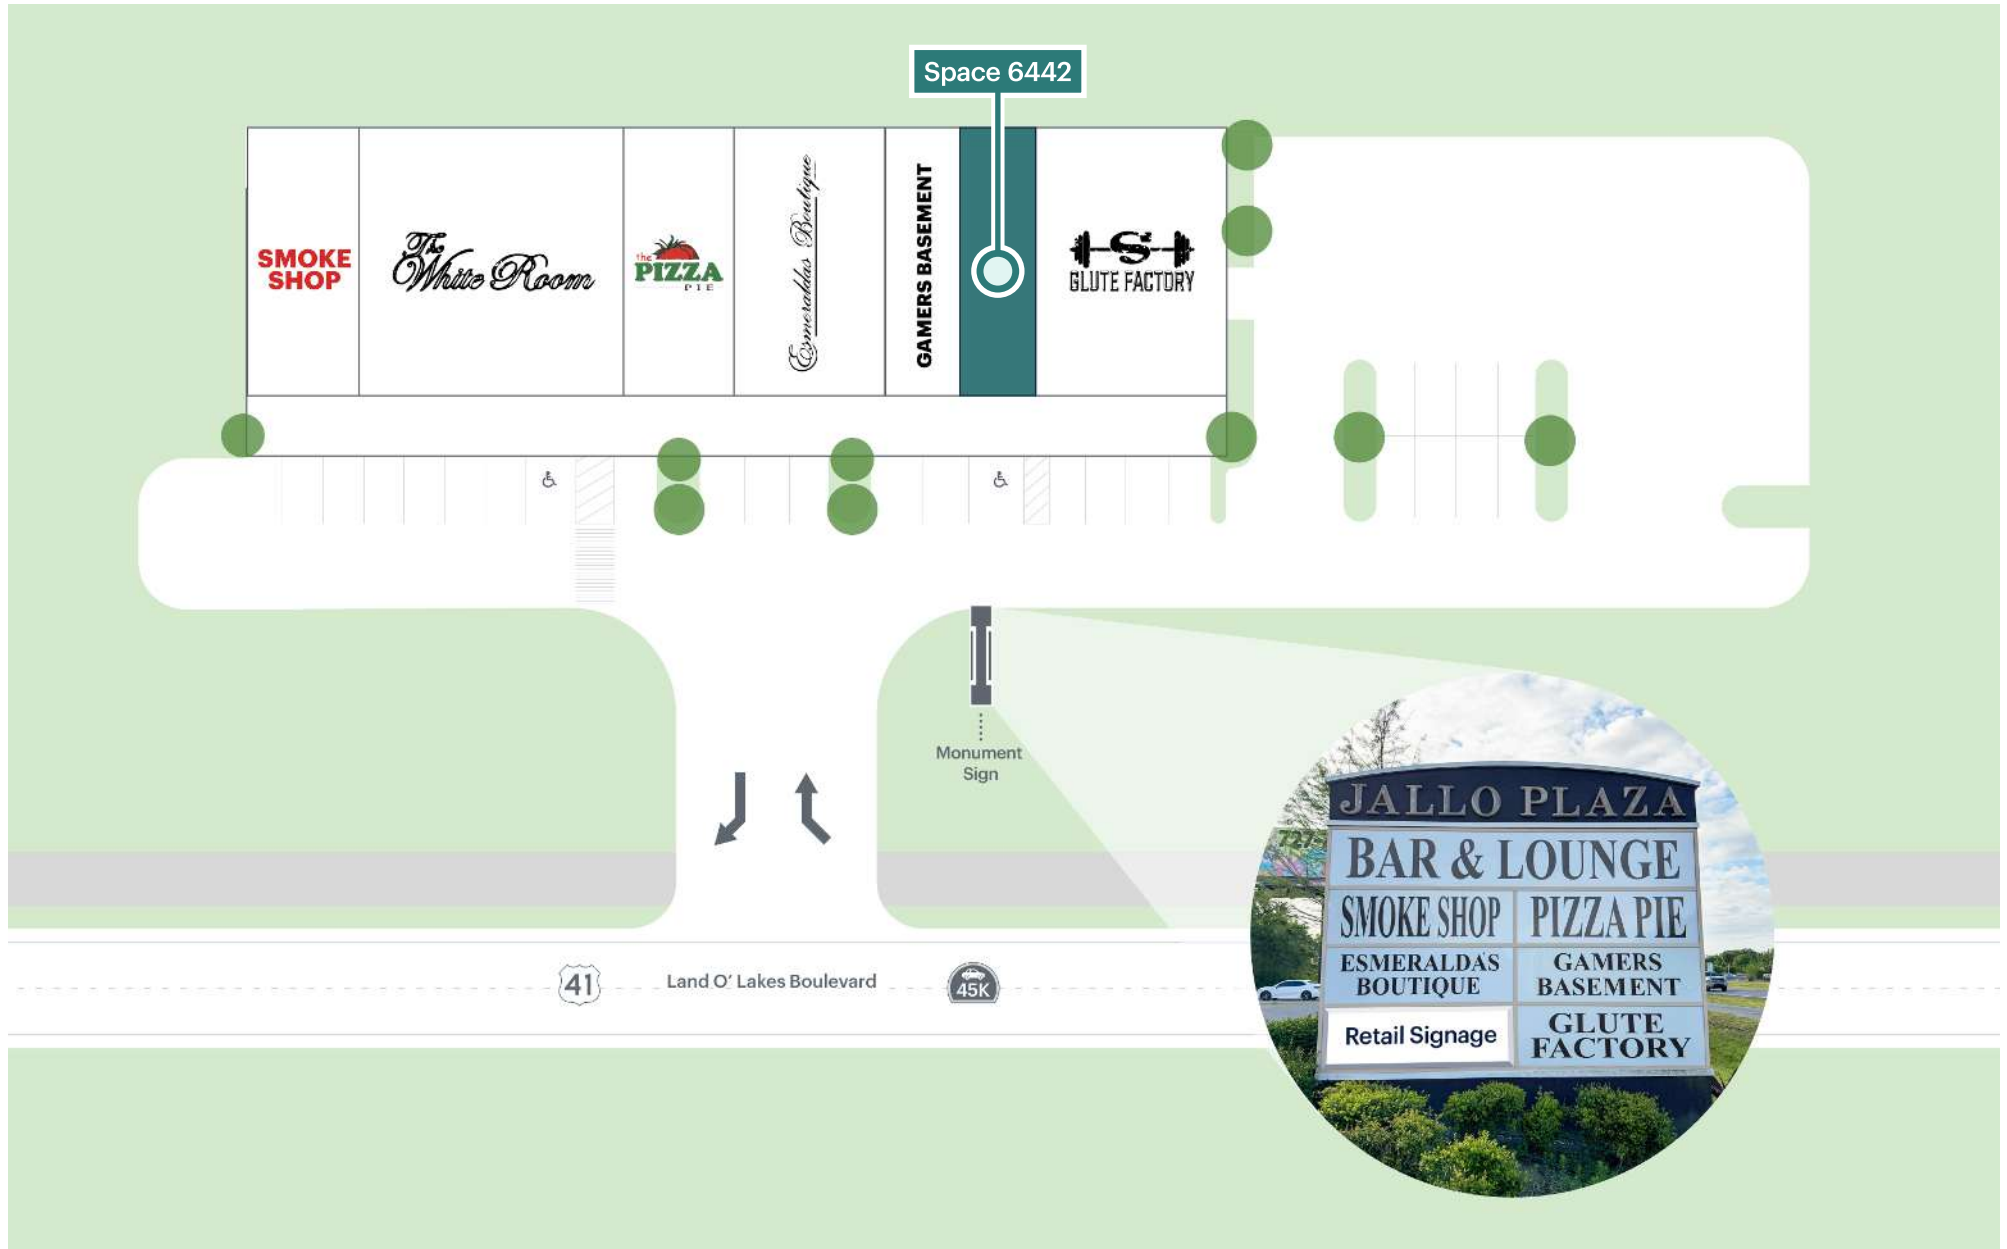 Space 6442
SMOKE
SHOP
The
White Room
the
PIZZA
PIE
Esmeraldas Boutique
GAMERS BASEMENT
S
GLUTE FACTORY
Monument
Sign
41
Land O' Lakes Boulevard
45K
JALLO PLAZA
BAR & LOUNGE
SMOKE SHOP
PIZZA PIE
ESMERALDA'S
BOUTIQUE
GAMERS
BASEMENT
Retail Signage
GLUTE
FACTORY